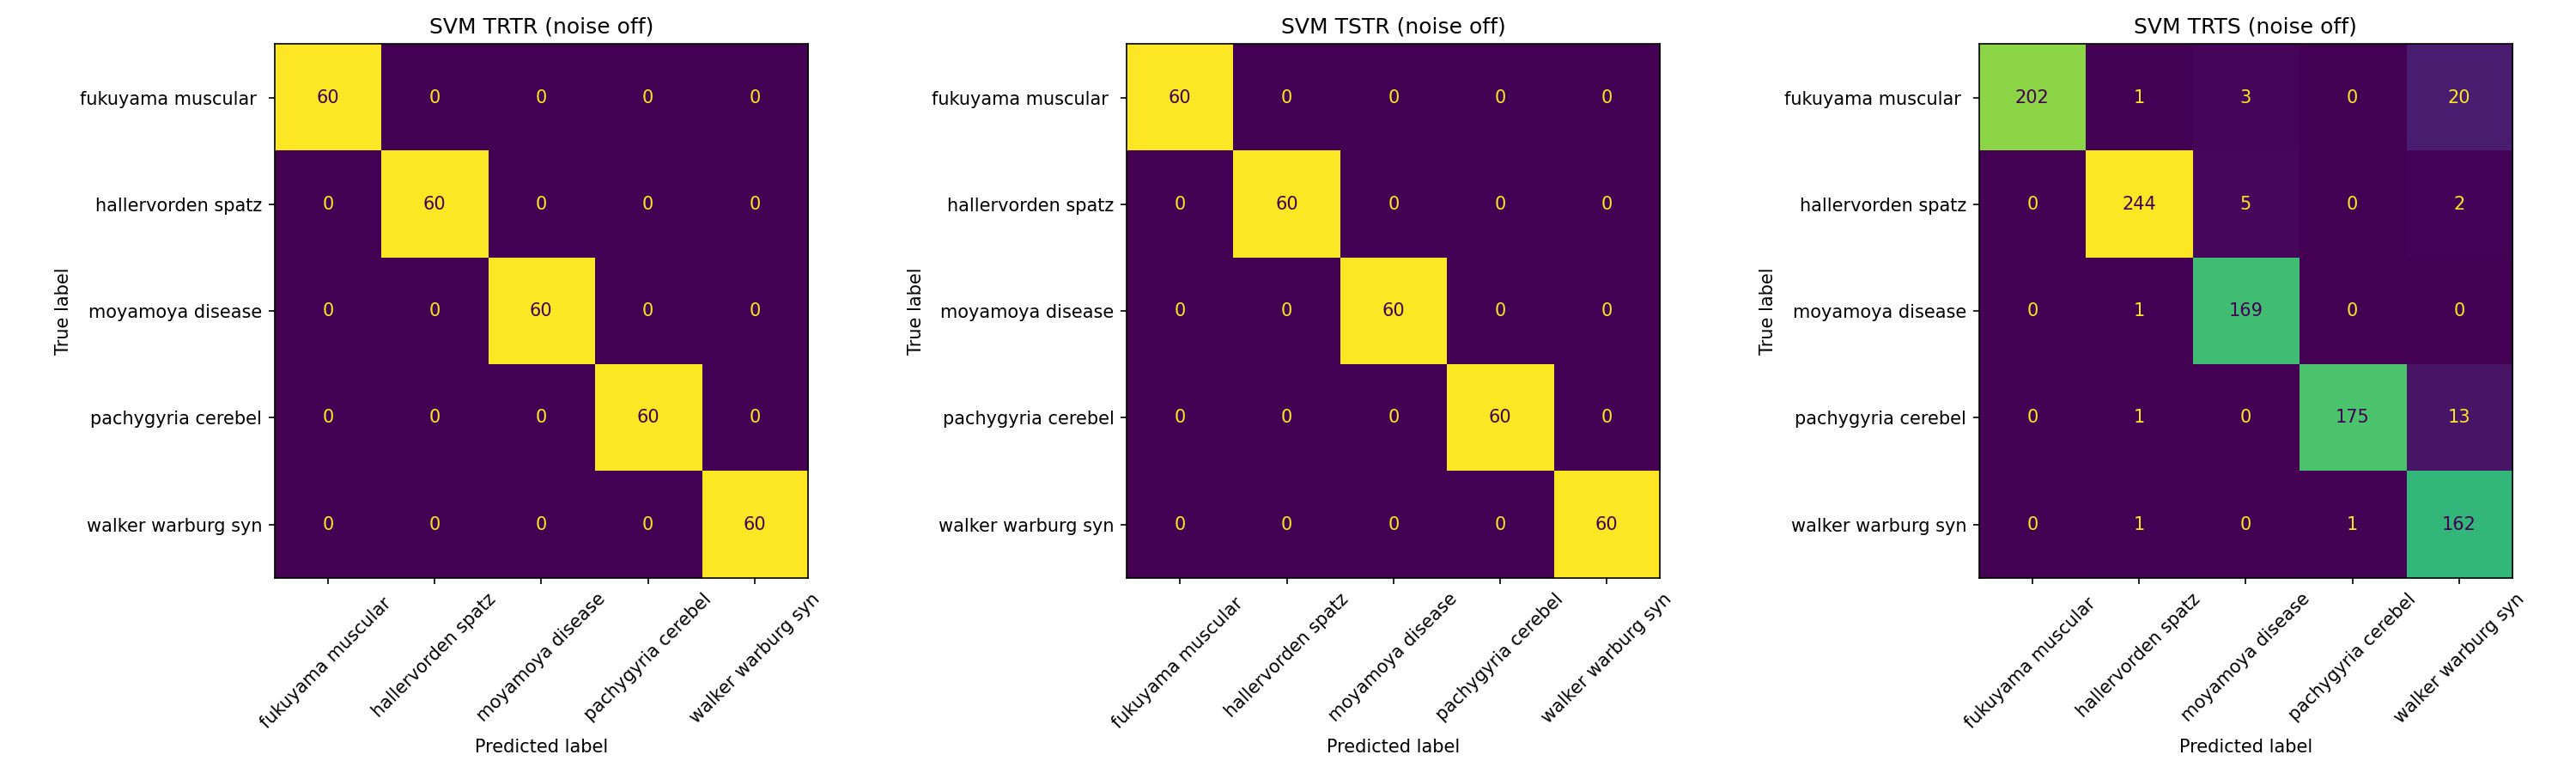 SVM TRTR (noise off)
True label
fukuyama muscular 60 0 0 0 0
hallervorden spatz 0 60 0 0 0
moyamoya disease 0 0 60 0 0
pachygyria cerebel 0 0 0 60 0
walker warburg syn 0 0 0 0 60
fukuyama muscular
hallervorden spatz
moyamoya disease
pachygyria cerebel
walker warburg syn
Predicted label
SVM TSTR (noise off)
True label
fukuyama muscular 60 0 0 0 0
hallervorden spatz 0 60 0 0 0
moyamoya disease 0 0 60 0 0
pachygyria cerebel 0 0 0 60 0
walker warburg syn 0 0 0 0 60
fukuyama muscular
hallervorden spatz
moyamoya disease
pachygyria cerebel
walker warburg syn
Predicted label
SVM TRTS (noise off)
True label
fukuyama muscular 202 1 3 0 20
hallervorden spatz 0 244 5 0 2
moyamoya disease 0 1 169 0 0
pachygyria cerebel 0 1 0 175 13
walker warburg syn 0 1 0 1 162
fukuyama muscular
hallervorden spatz
moyamoya disease
pachygyria cerebel
walker warburg syn
Predicted label